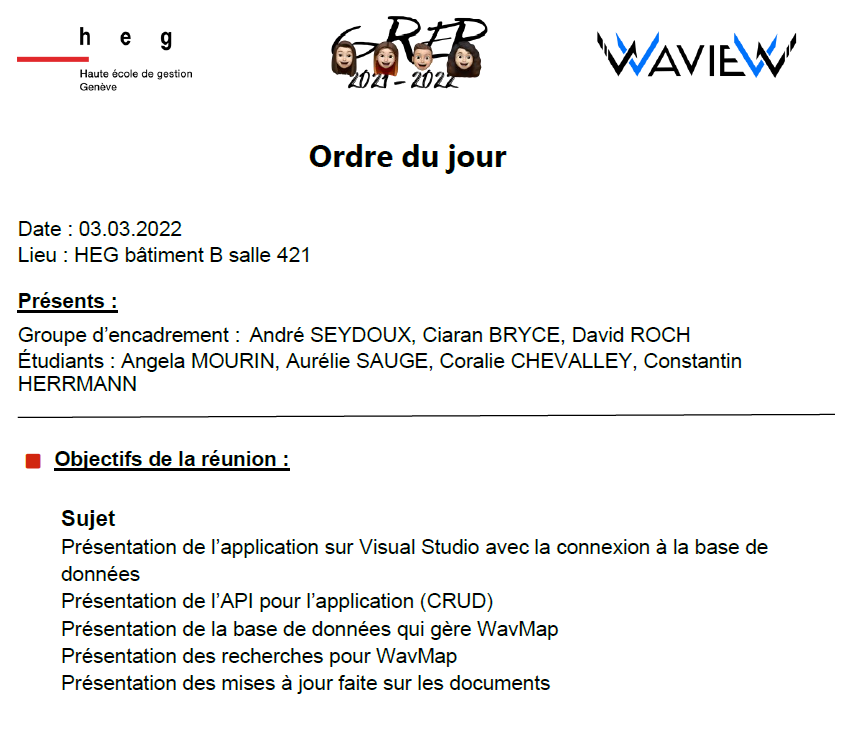 h e g
Haute école de gestion
Genève
GREP
2021 - 2022
WAVIEW
Ordre du jour
Date : 03.03.2022
Lieu : HEG bâtiment B salle 421
Présents :
Groupe d’encadrement : André SEYDOUX, Ciaran BRYCE, David ROCH
Étudiants : Angela MOURIN, Aurélie SAUGE, Coralie CHEVALLEY, Constantin
HERRMANN
Objectifs de la réunion :
Sujet
Présentation de l’application sur Visual Studio avec la connexion à la base de
données
Présentation de l’API pour l’application (CRUD)
Présentation de la base de données qui gère WavMap
Présentation des recherches pour WavMap
Présentation des mises à jour faite sur les documents